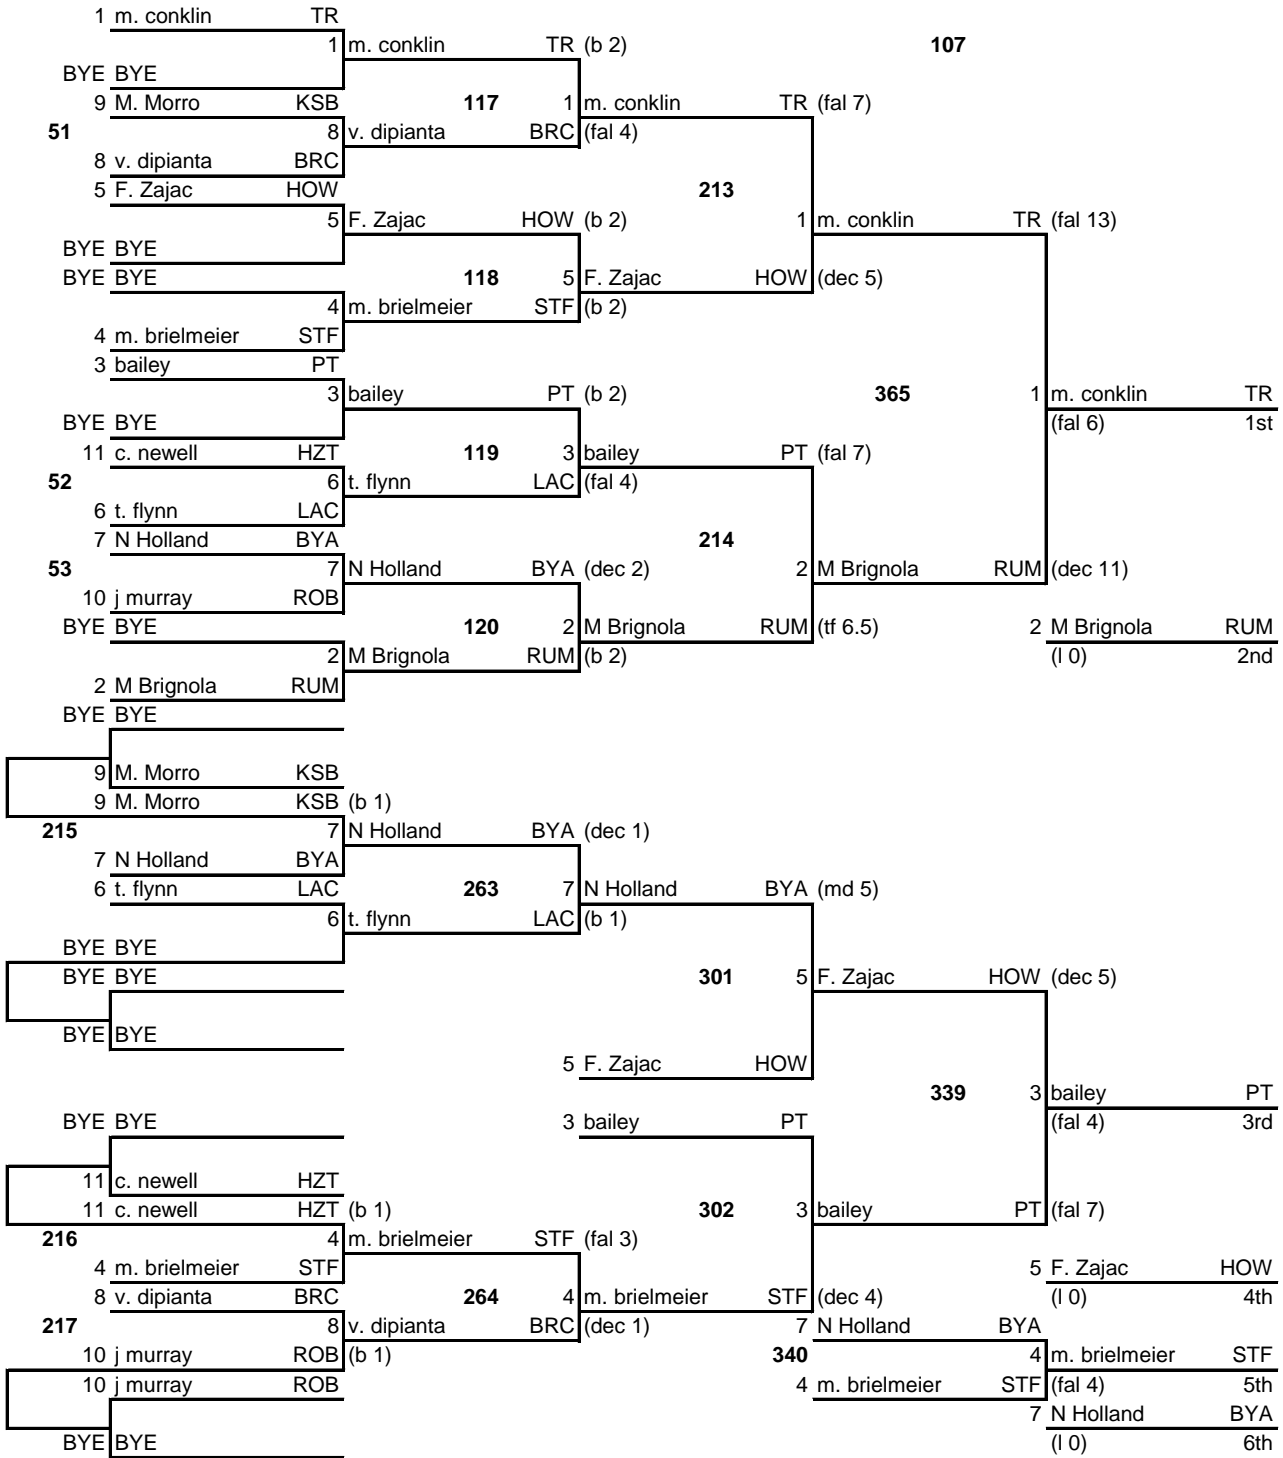 1 m. conklin TR
1 m. conklin TR (b 2) 107
BYE BYE
9 M. Morro KSB 117 1 m. conklin TR (fal 7)
51 8 v. dipianta BRC (fal 4)
8 v. dipianta BRC
5 F. Zajac HOW 213
5 F. Zajac HOW (b 2) 1 m. conklin TR (fal 13)
BYE BYE
BYE BYE 118 5 F. Zajac HOW (dec 5)
4 m. brielmeier STF (b 2)
4 m. brielmeier STF
3 bailey PT
3 bailey PT (b 2) 365 1 m. conklin TR
BYE BYE (fal 6) 1st
11 c. newell HZT 119 3 bailey PT (fal 7)
52 6 t. flynn LAC (fal 4)
6 t. flynn LAC
7 N Holland BYA 214
53 7 N Holland BYA (dec 2) 2 M Brignola RUM (dec 11)
10 j murray ROB
BYE BYE 120 2 M Brignola RUM (tf 6.5) 2 M Brignola RUM
2 M Brignola RUM (b 2) (l 0) 2nd
2 M Brignola RUM
BYE BYE
9 M. Morro KSB
9 M. Morro KSB (b 1)
215 7 N Holland BYA (dec 1)
7 N Holland BYA
6 t. flynn LAC 263 7 N Holland BYA (md 5)
6 t. flynn LAC (b 1)
BYE BYE
BYE BYE 301 5 F. Zajac HOW (dec 5)
BYE BYE
5 F. Zajac HOW
339 3 bailey PT
BYE BYE 3 bailey PT (fal 4) 3rd
11 c. newell HZT
11 c. newell HZT (b 1) 302 3 bailey PT (fal 7)
216 4 m. brielmeier STF (fal 3)
4 m. brielmeier STF 5 F. Zajac HOW
8 v. dipianta BRC 264 4 m. brielmeier STF (dec 4) (l 0) 4th
217 8 v. dipianta BRC (dec 1) 7 N Holland BYA
10 j murray ROB (b 1) 340 4 m. brielmeier STF
10 j murray ROB 4 m. brielmeier STF (fal 4) 5th
7 N Holland BYA
BYE BYE (l 0) 6th